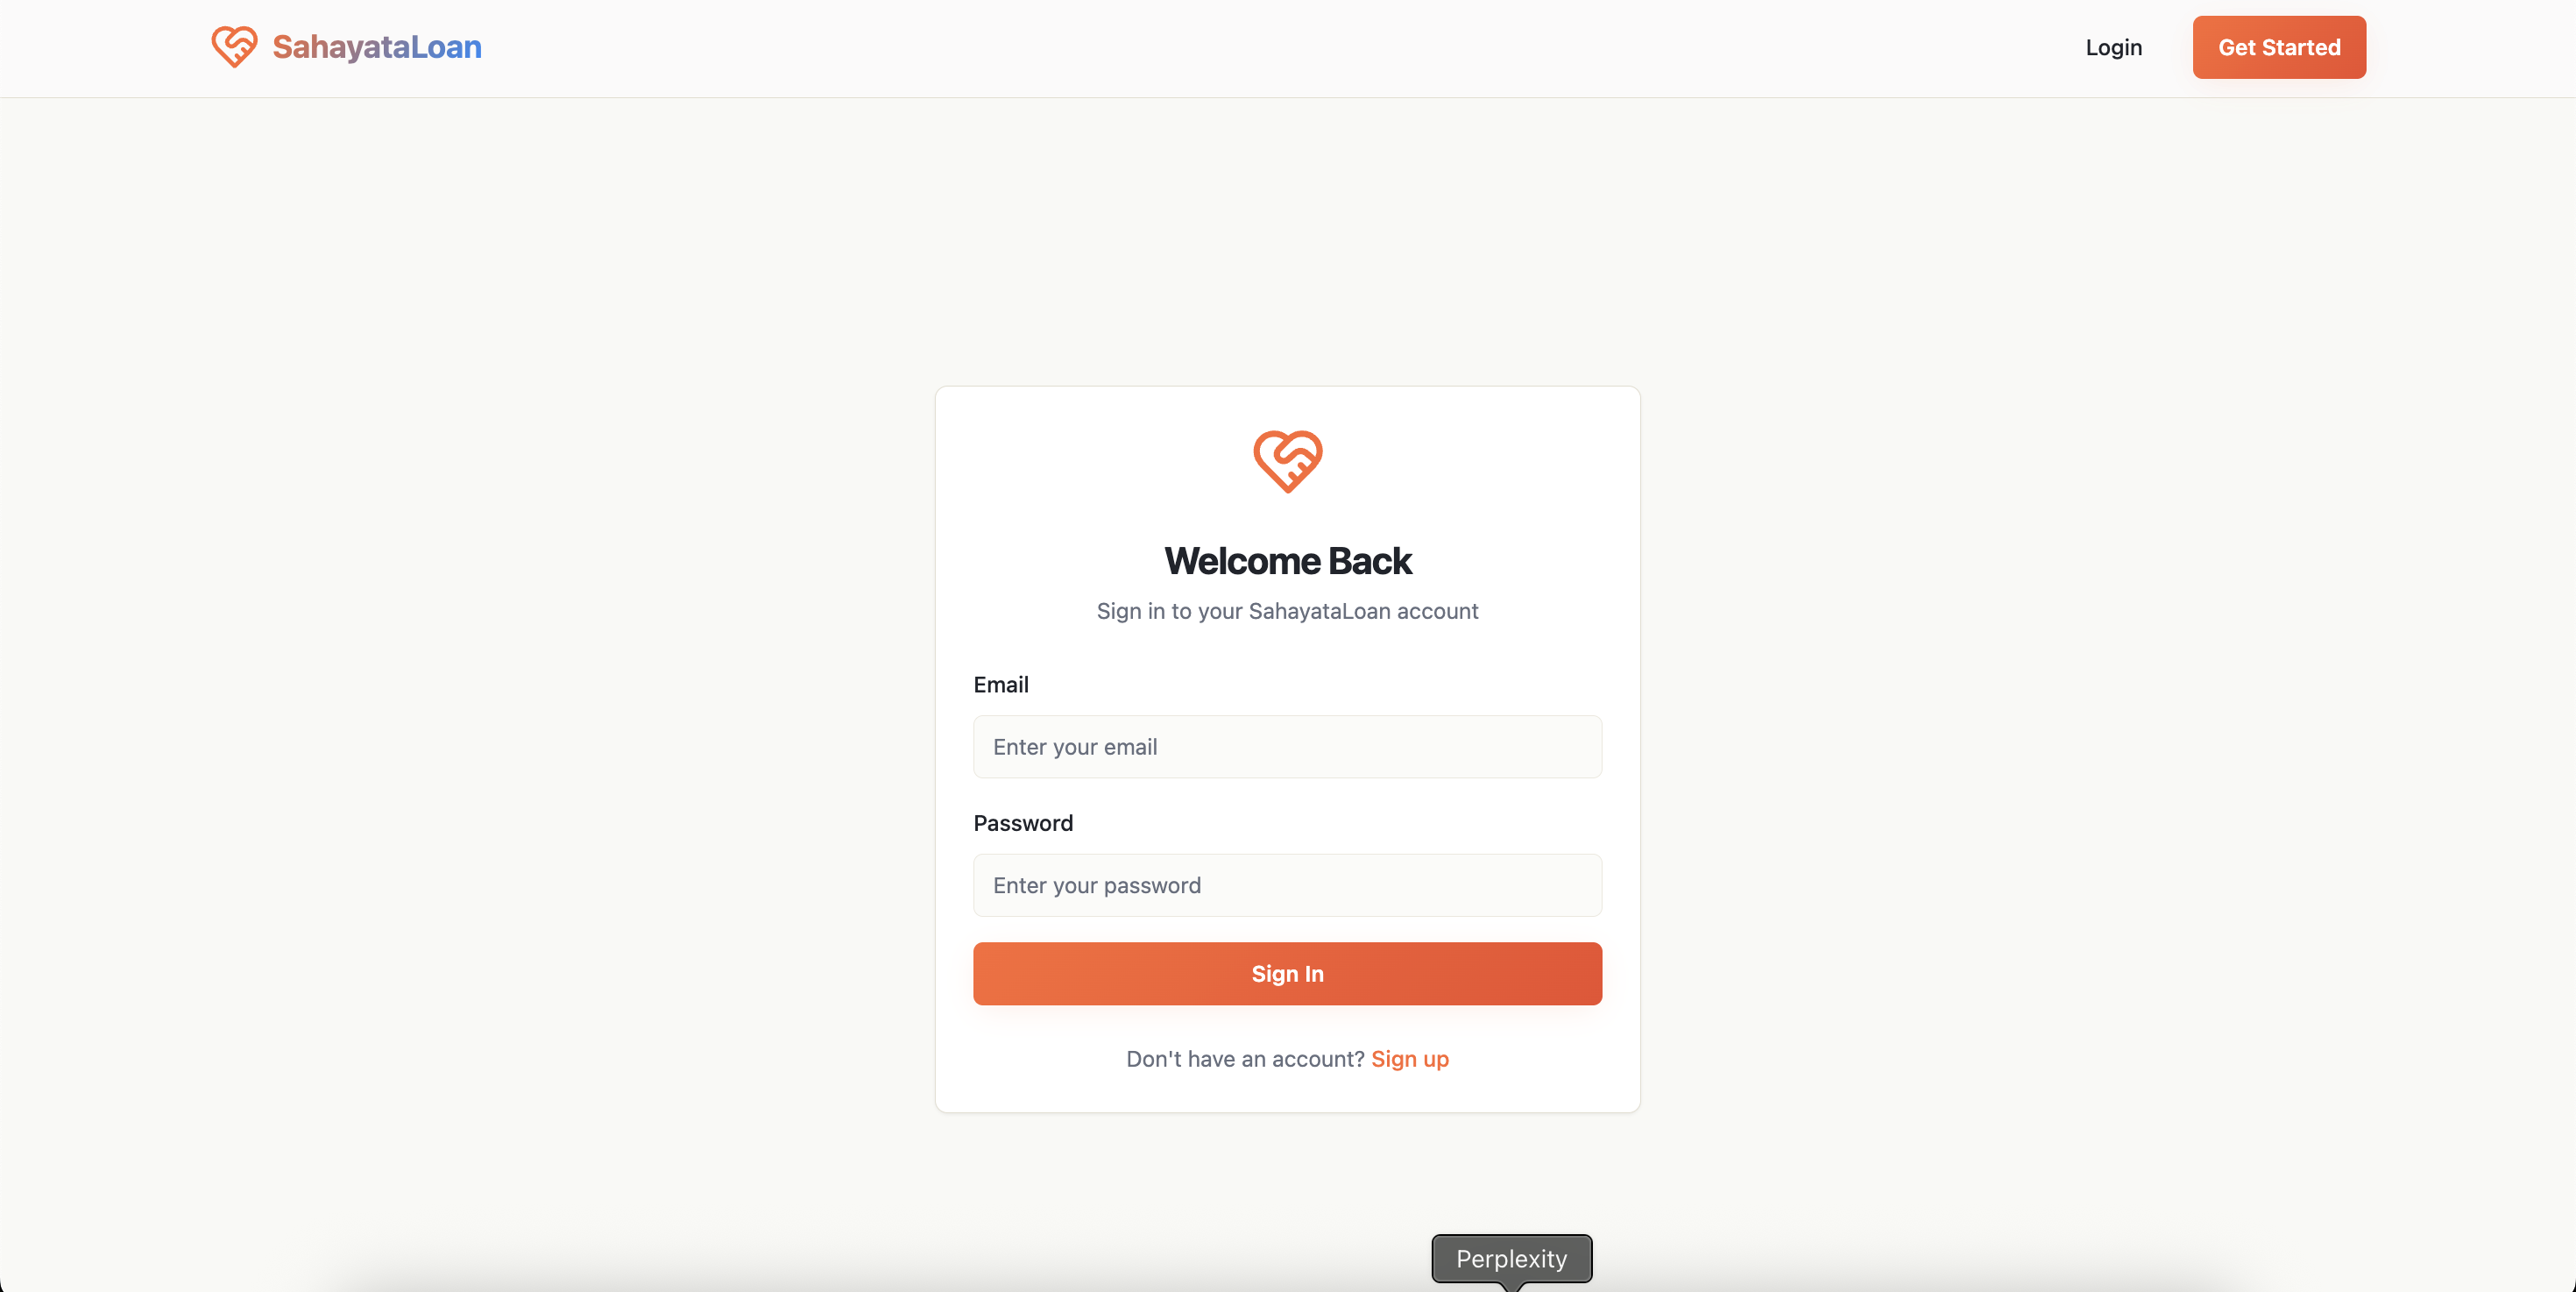 SahayataLoan
Login
Get Started
Welcome Back
Sign in to your SahayataLoan account
Email
Enter your email
Password
Enter your password
Sign In
Don't have an account? Sign up
Perplexity